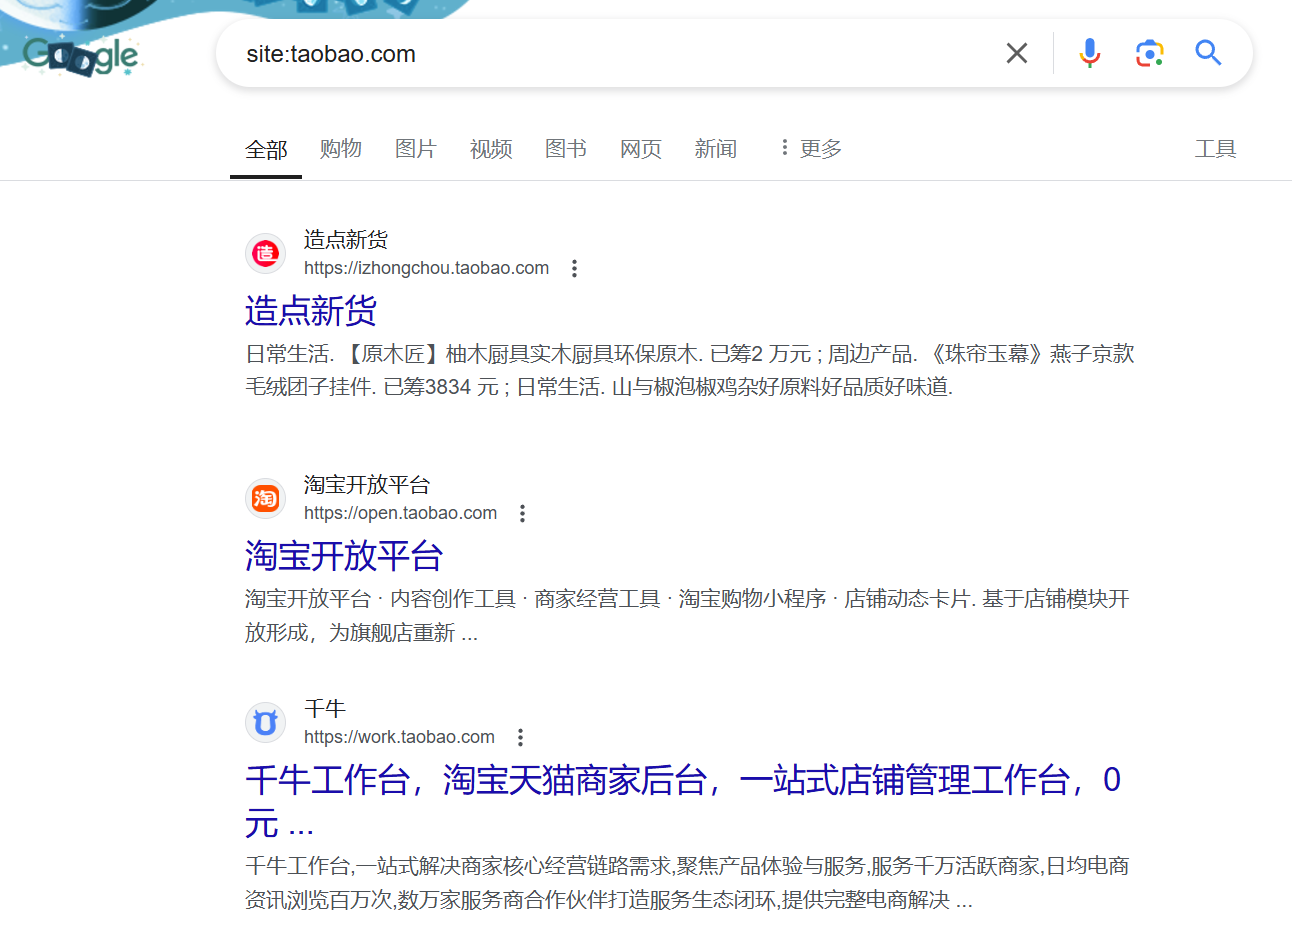 Google
site:taobao.com
全部 购物 图片 视频 图书 网页 新闻 更多 工具
造点新货
https://izhongchou.taobao.com
造点新货
日常生活. 【原木匠】柚木厨具实木厨具环保原木. 已筹2 万元 ; 周边产品. 《珠帘玉幕》燕子京款
毛绒团子挂件. 已筹3834 元 ; 日常生活. 山与椒泡椒鸡杂好原料好品质好味道.
造
淘宝开放平台
https://open.taobao.com
淘
淘宝开放平台
淘宝开放平台 · 内容创作工具 · 商家经营工具 · 淘宝购物小程序 · 店铺动态卡片. 基于店铺模块开
放形成，为旗舰店重新 ...
千牛
https://work.taobao.com
千牛工作台，淘宝天猫商家后台，一站式店铺管理工作台，0
元 ...
千牛工作台,一站式解决商家核心经营链路需求,聚焦产品体验与服务,服务千万活跃商家,日均电商
资讯浏览百万次,数万家服务商合作伙伴打造服务生态闭环,提供完整电商解决 ...